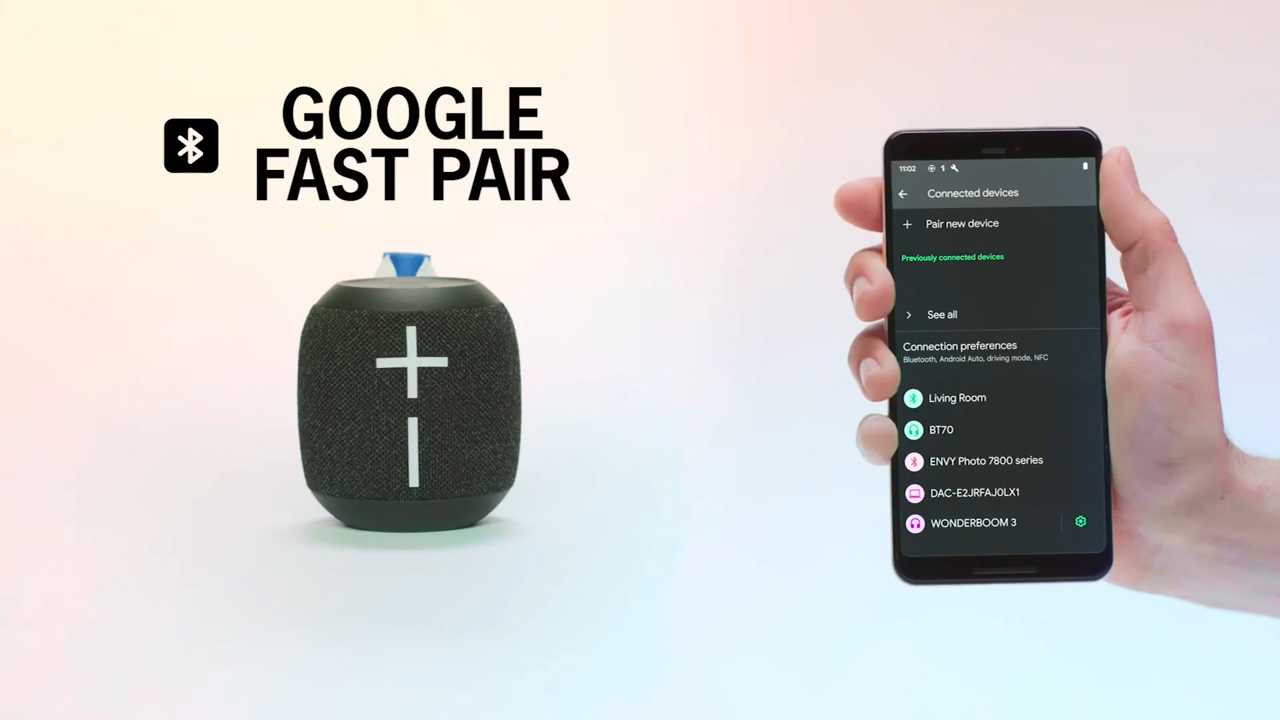 GOOGLE
FAST PAIR
11:02
1
Connected devices
+ Pair new device
Previously connected devices
See all
Connection preferences
Bluetooth, Android Auto, driving mode, NFC
Living Room
BT70
ENVY Photo 7800 series
DAC-E2JRFAJ0LX1
WONDERBOOM 3